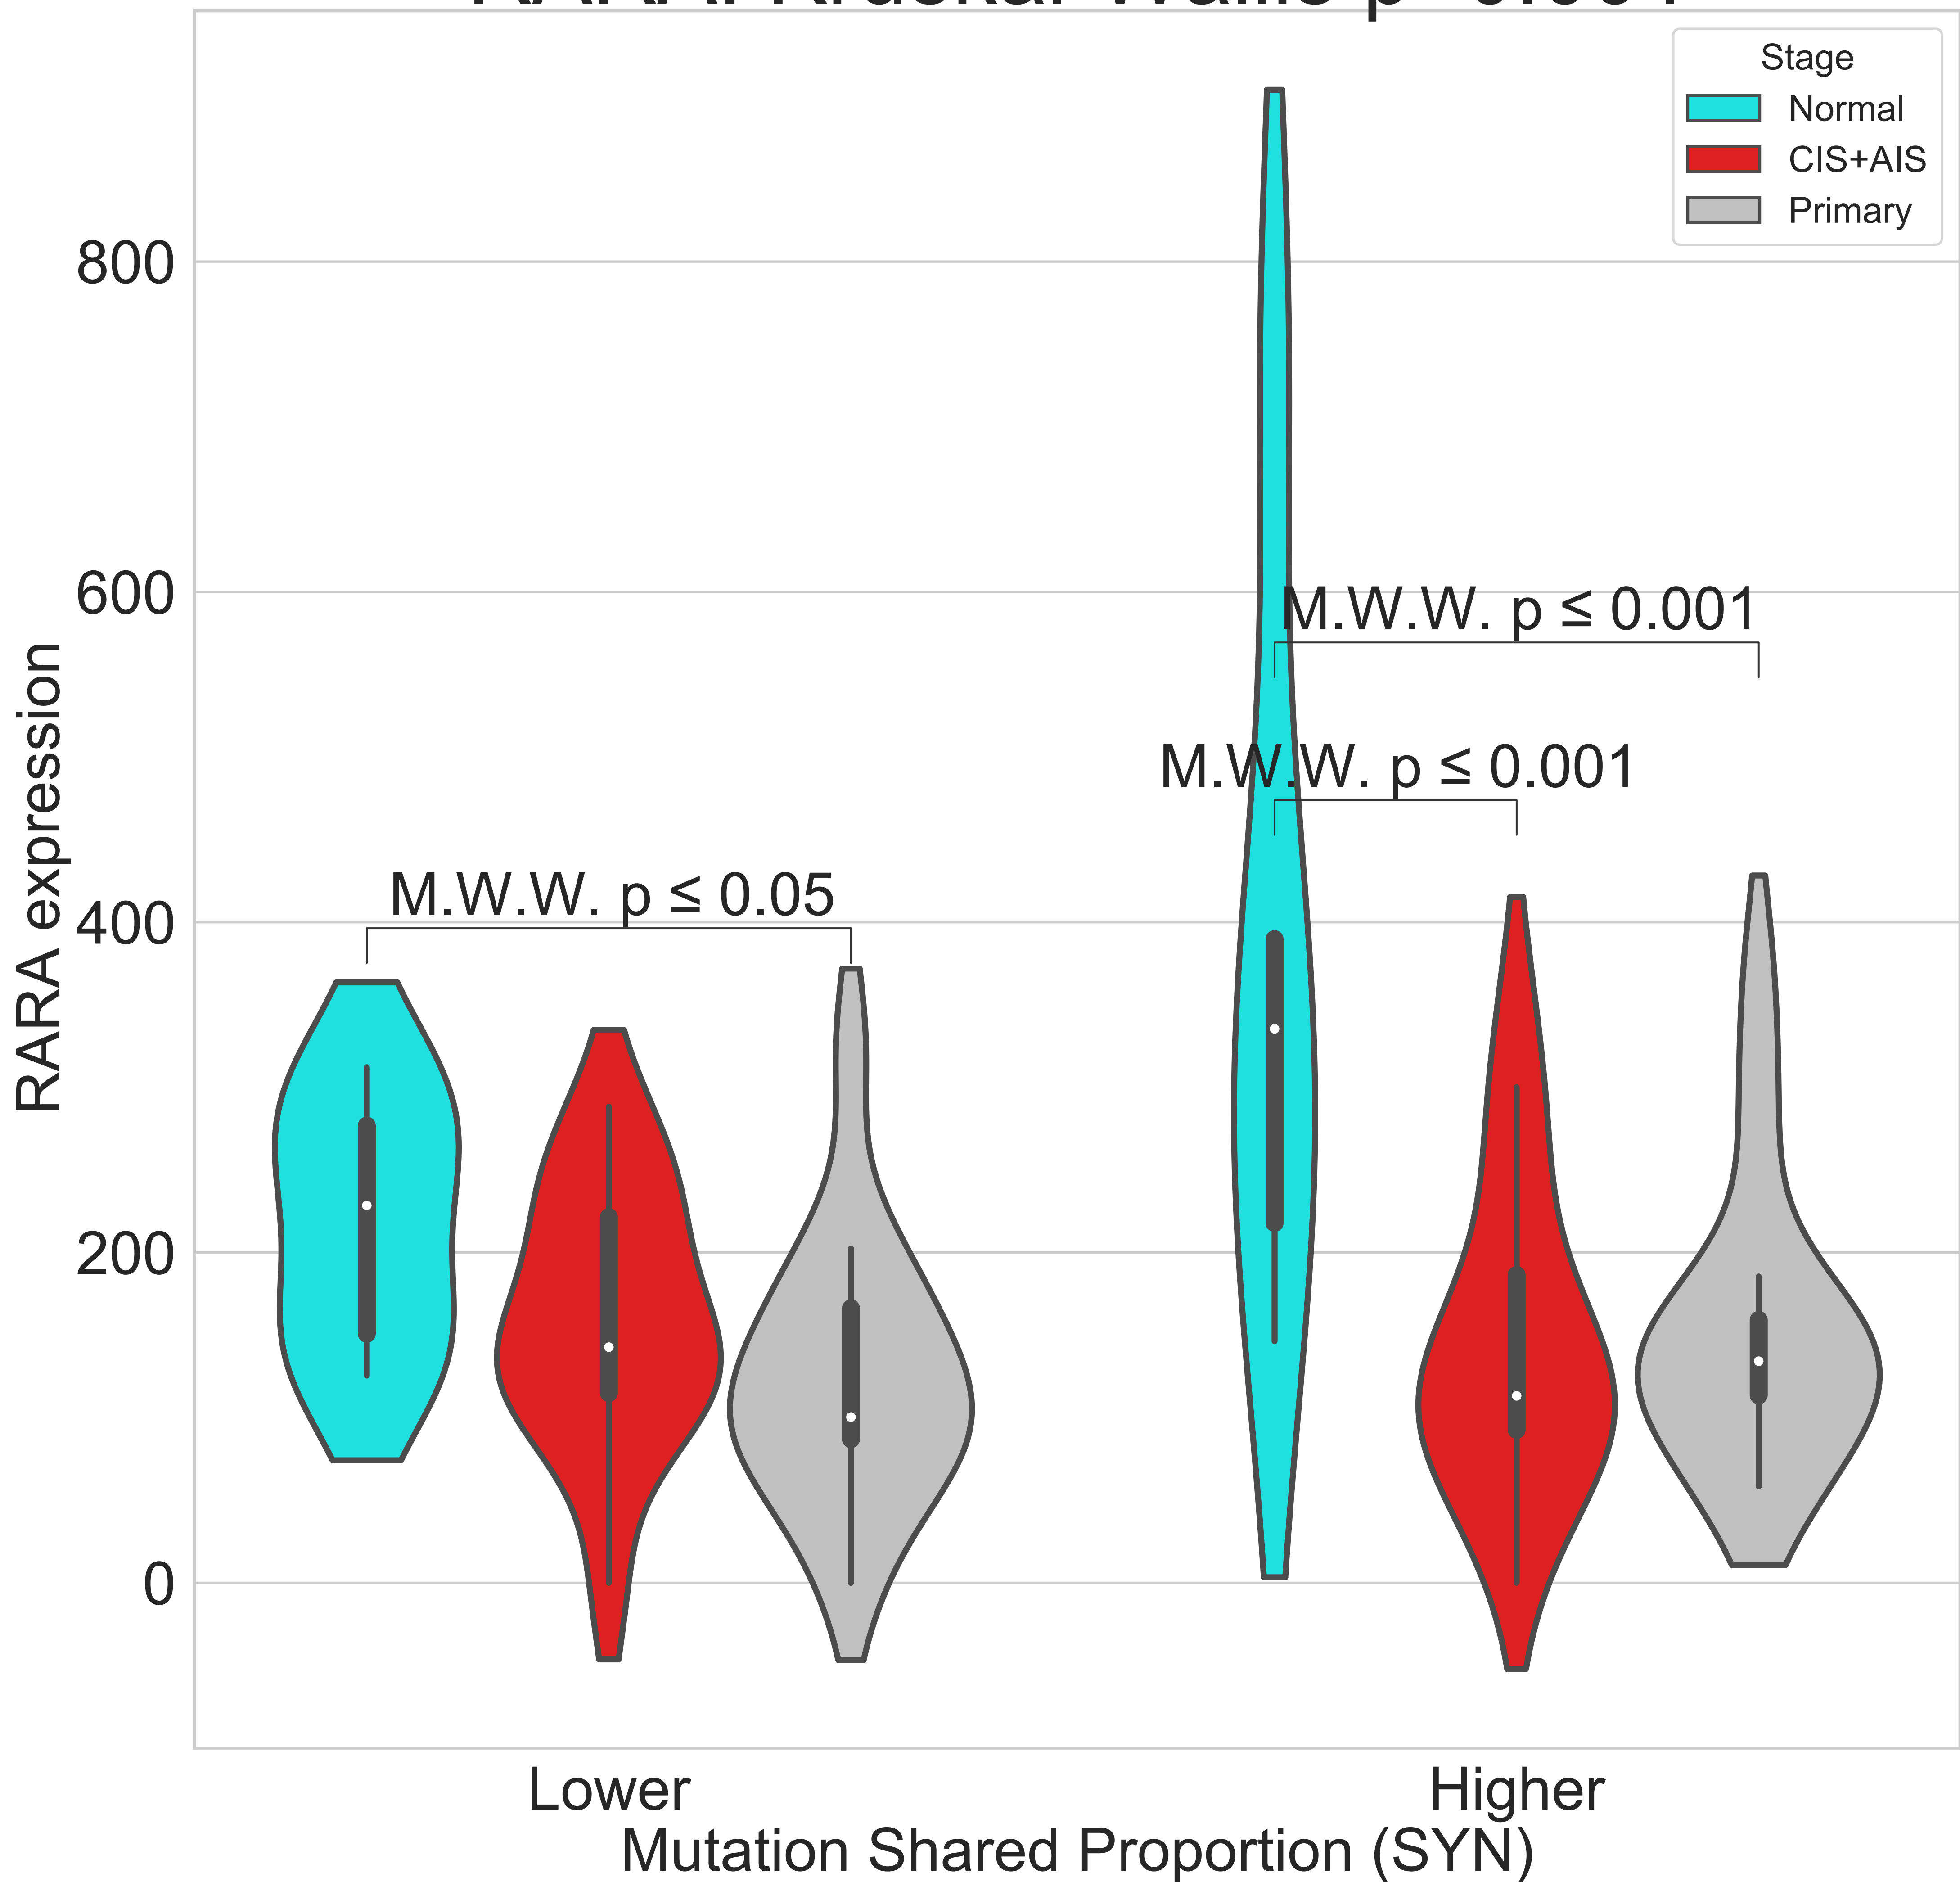 Stage
Normal
CIS+AIS
Primary
800
600
400
200
0
RARA expression
M.W.W. p ≤ 0.001
M.W.W. p ≤ 0.001
M.W.W. p ≤ 0.05
Lower
Higher
Mutation Shared Proportion (SYN)